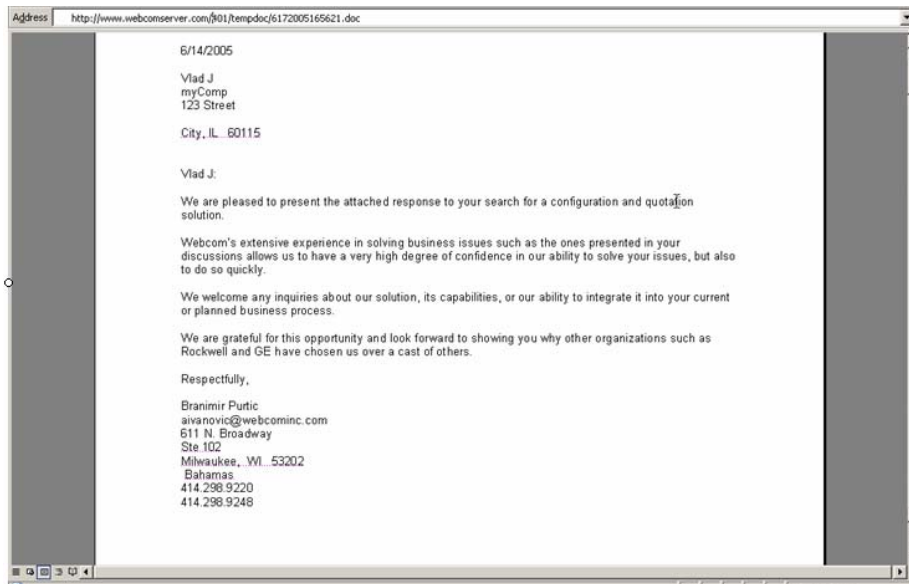 Address http://www.webcomserver.com/401/tempdoc/6172005165621.doc
6/14/2005
Vlad J
myComp
123 Street
City, IL 60115
Vlad J:
We are pleased to present the attached response to your search for a configuration and quotation
solution.
Webcom's extensive experience in solving business issues such as the ones presented in your
discussions allows us to have a very high degree of confidence in our ability to solve your issues, but also
to do so quickly.
We welcome any inquiries about our solution, its capabilities, or our ability to integrate it into your current
or planned business process.
We are grateful for this opportunity and look forward to showing you why other organizations such as
Rockwell and GE have chosen us over a cast of others.
Respectfully,
Branimir Purtic
aivanovic@webcominc.com
611 N. Broadway
Ste 102
Milwaukee, WI 53202
Bahamas
414.298.9220
414.298.9248